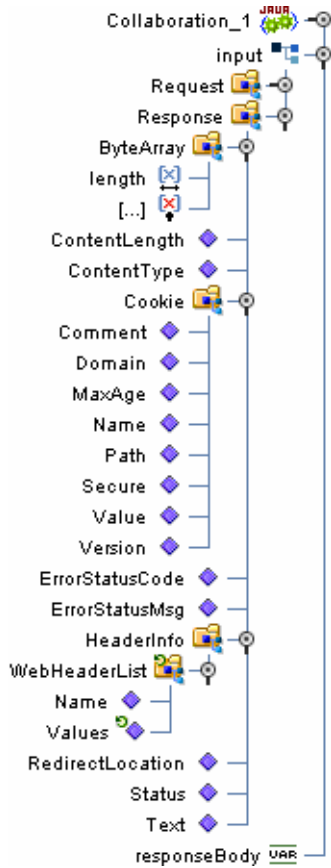 Collaboration_1 JAVA
input
Request
Response
ByteArray
length [x]
[...] [x]
ContentLength
ContentType
Cookie
Comment
Domain
MaxAge
Name
Path
Secure
Value
Version
ErrorStatusCode
ErrorStatusMsg
HeaderInfo
WebHeaderList
Name
Values
RedirectLocation
Status
Text
responseBody VAR